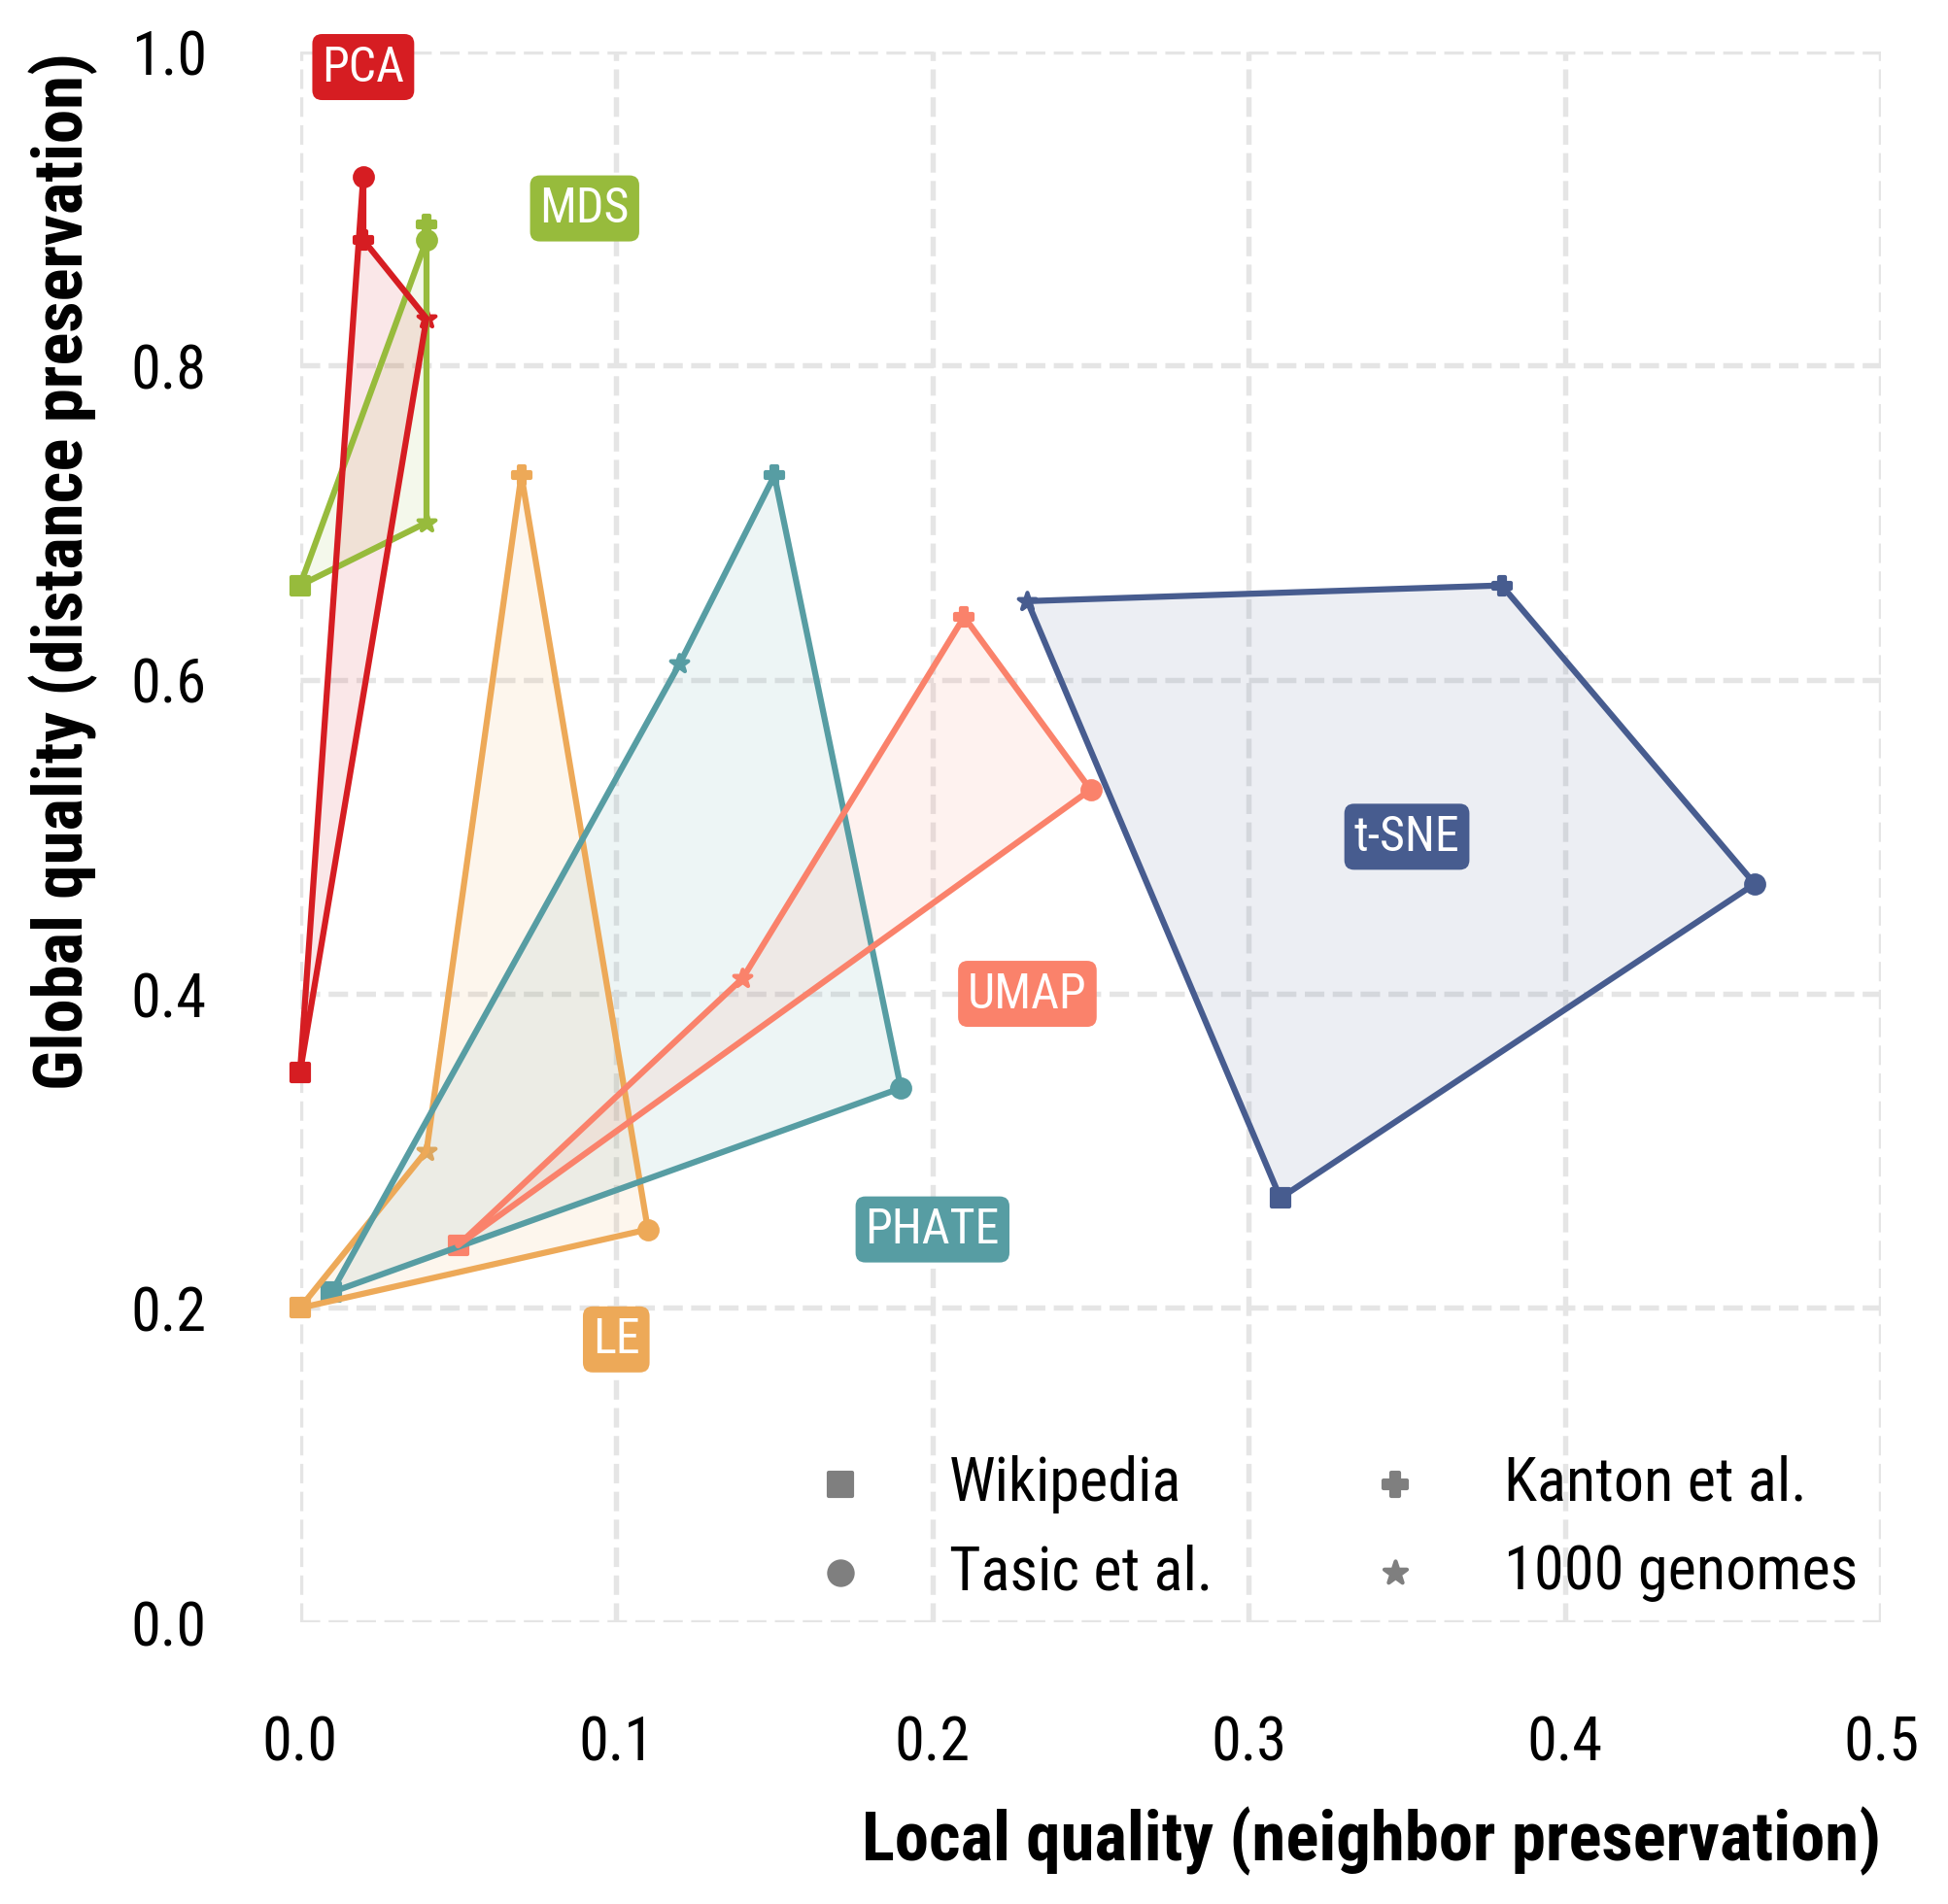 Global quality (distance preservation)
1.0
0.8
0.6
0.4
0.2
0.0
PCA
MDS
t-SNE
UMAP
PHATE
LE
Wikipedia
Kanton et al.
Tasic et al.
1000 genomes
0.0 0.1 0.2 0.3 0.4 0.5
Local quality (neighbor preservation)